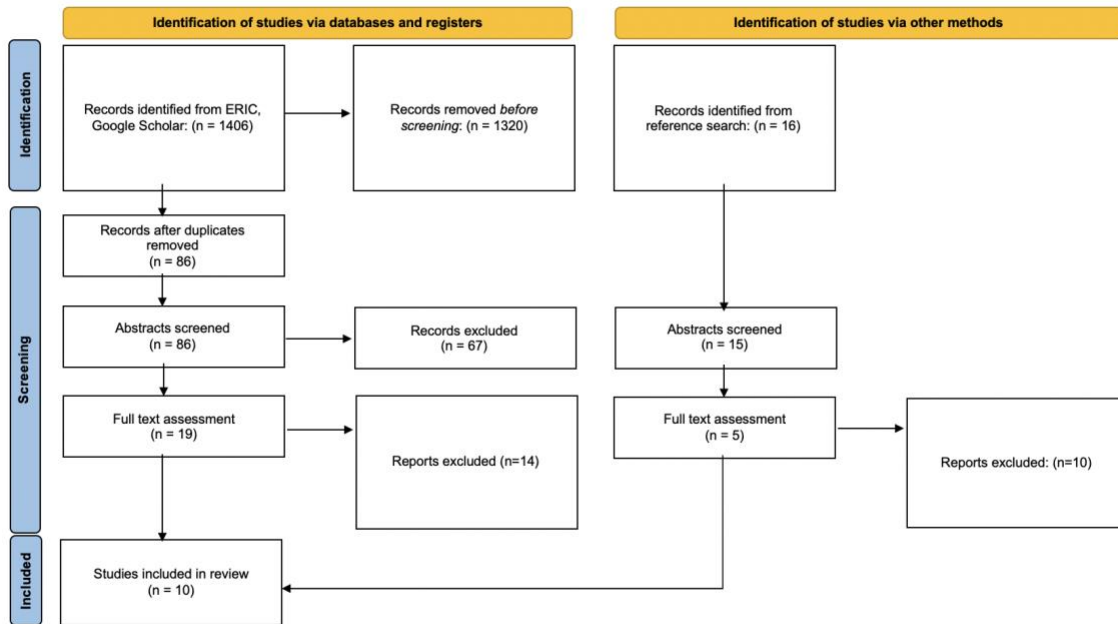 Identification of studies via databases and registers
Identification of studies via other methods
Identification
Records identified from ERIC,
Google Scholar: (n = 1406)
Records removed before
screening: (n = 1320)
Records identified from
reference search: (n = 16)
Screening
Records after duplicates
removed
(n = 86)
Abstracts screened
(n = 86)
Records excluded
(n = 67)
Abstracts screened
(n = 15)
Full text assessment
(n = 19)
Reports excluded (n=14)
Full text assessment
(n = 5)
Reports excluded: (n=10)
Included
Studies included in review
(n = 10)